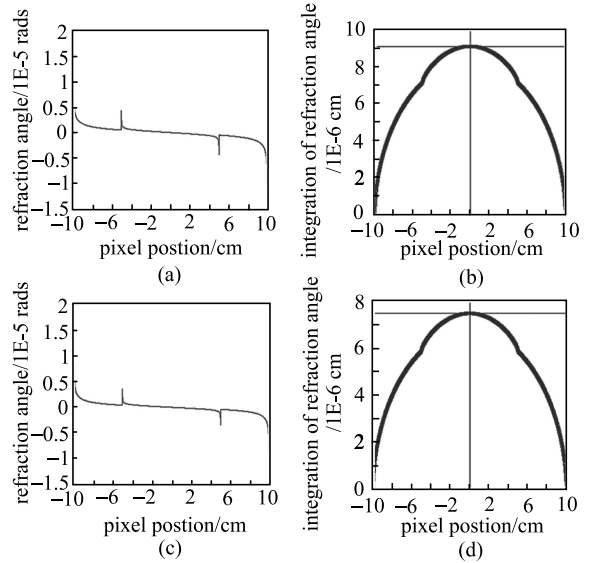 refraction angle/1E-5 rads
2
1.5
1
0.5
0
−0.5
−1
−1.5
−10 −6 −2 2 6 10
pixel postion/cm
(a)
integration of refraction angle
/1E-6 cm
10
8
6
4
2
0
−10 −6 −2 2 6 10
pixel postion/cm
(b)
refraction angle/1E-5 rads
2
1.5
1
0.5
0
−0.5
−1
1.5
−10 −6 −2 2 6 10
pixel postion/cm
(c)
integration of refraction angle
/1E-6 cm
8
6
4
2
0
−10 −6 −2 2 6 10
pixel postion/cm
(d)